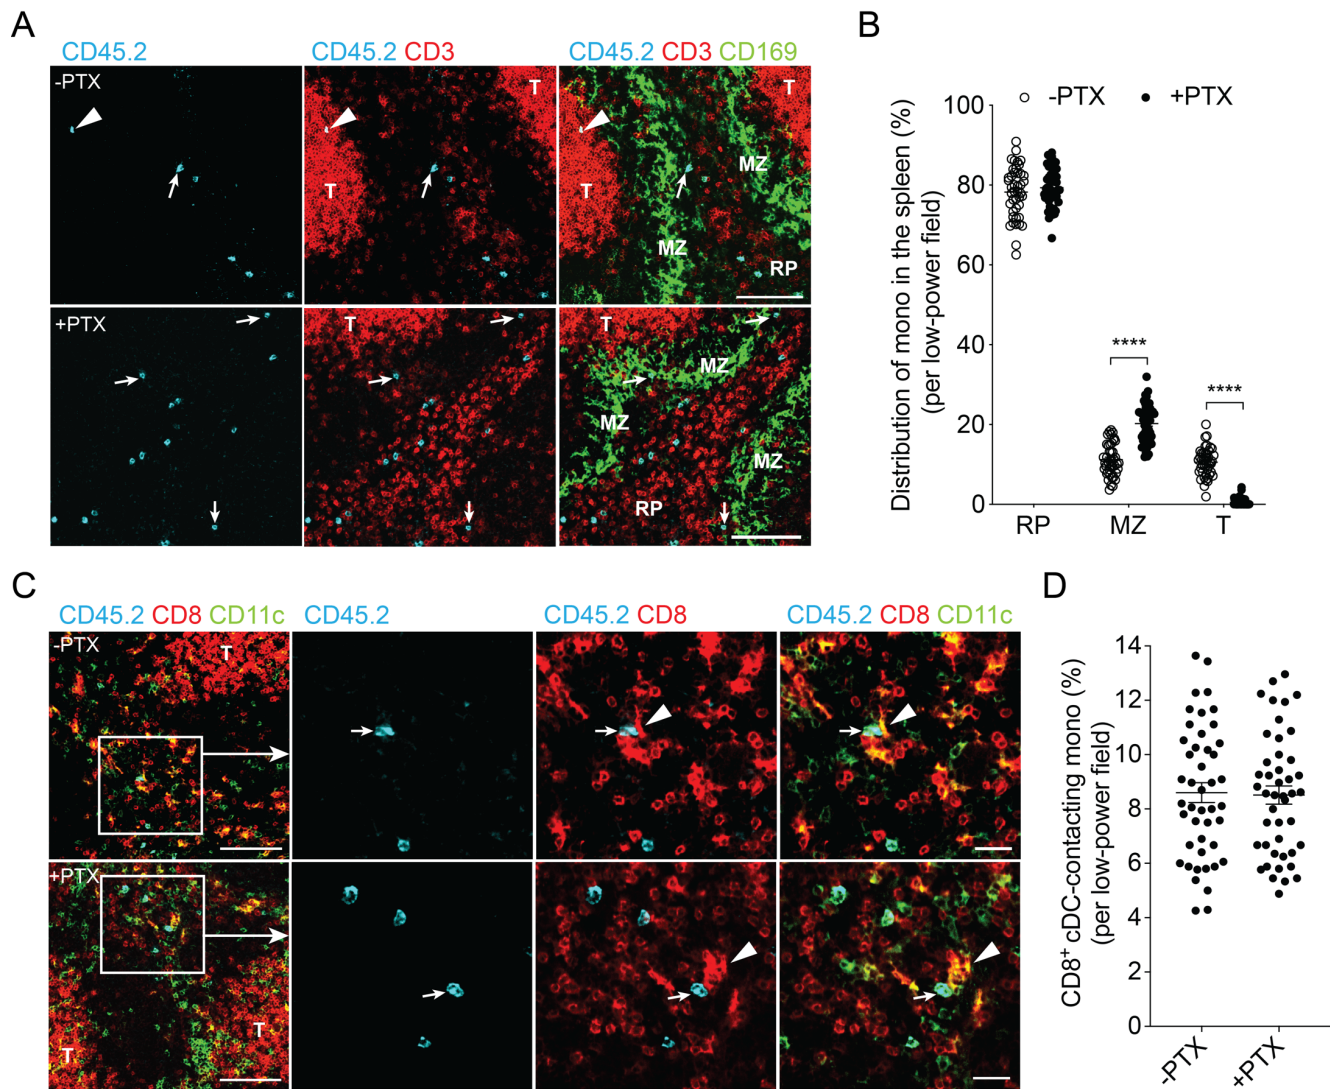 A
CD45.2
CD45.2 CD3
CD45.2 CD3 CD169
-PTX
T
T
T
T
MZ
MZ
RP
+PTX
T
RP
T
MZ
MZ
MZ
RP
B
-PTX
+PTX
Distribution of mono in the spleen (%)
(per low-power field)
100
80
60
40
20
0
****
****
RP
MZ
T
C
CD45.2 CD8 CD11c
CD45.2
CD45.2 CD8
CD45.2 CD8 CD11c
-PTX
T
+PTX
T
T
D
CD8+ cDC-contacting mono (%)
(per low-power field)
14
12
10
8
6
4
2
0
-PTX
+PTX